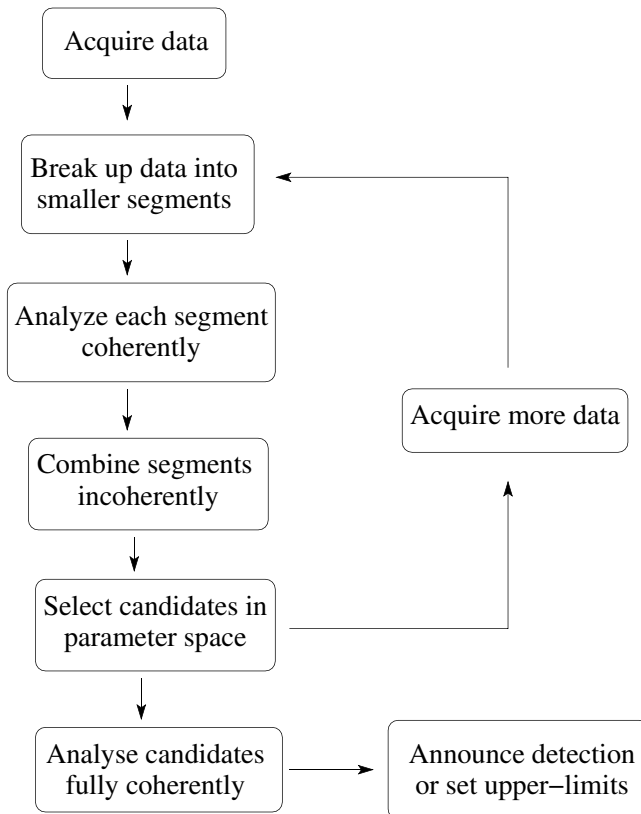 Acquire data
Break up data into
smaller segments
Analyze each segment
coherently
Acquire more data
Combine segments
incoherently
Select candidates in
parameter space
Analyse candidates
fully coherently
Announce detection
or set upper−limits